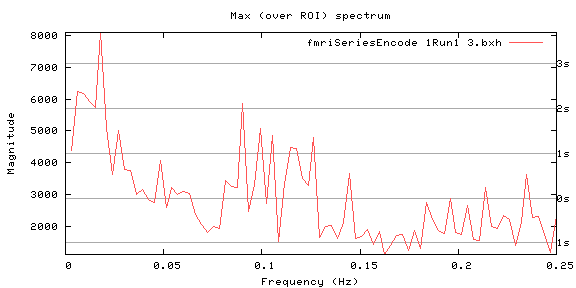 Max (over ROI) spectrum
fmriSeriesEncode 1Run1 3.bxh
8000
7000
6000
5000
4000
3000
2000
3s
2s
1s
0s
1s
Magnitude
0 0.05 0.1 0.15 0.2 0.25
Frequency (Hz)